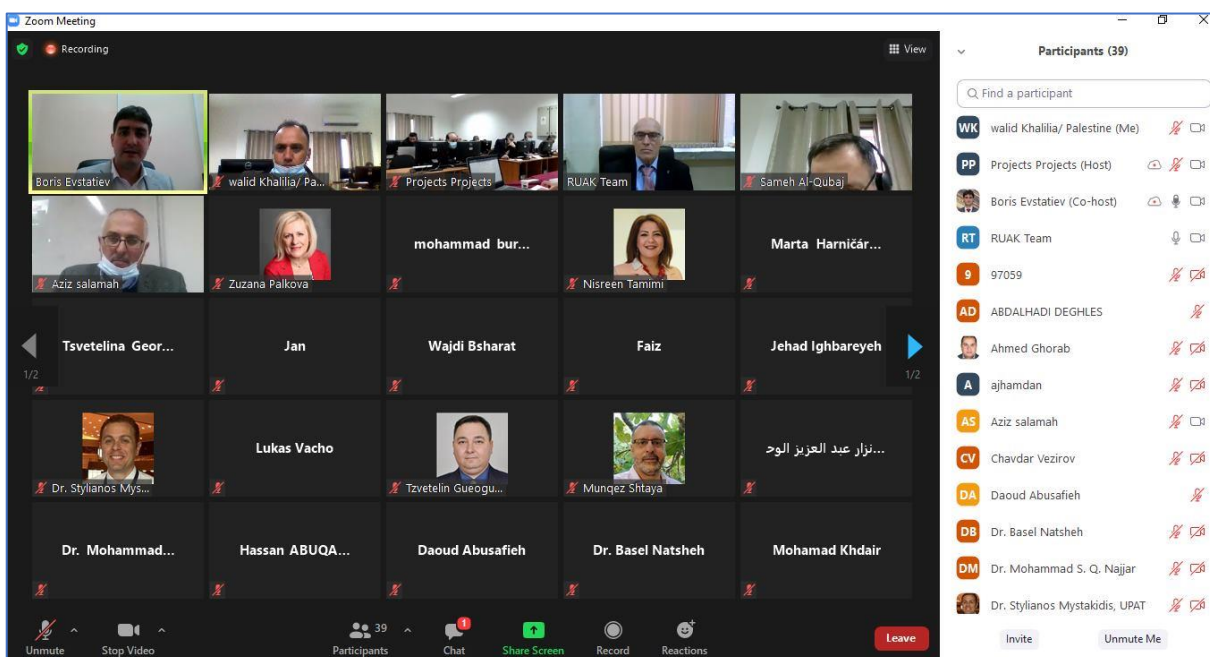 Zoom Meeting
Recording
View
Boris Evstatiev
walid Khalilia/ Pa...
Projects Projects
RUAK Team
Sameh Al-Qubaj
Aziz salamah
Zuzana Palkova
mohammad bur...
Nisreen Tamimi
Marta Harničár...
Tsvetelina Geor...
Jan
Wajdi Bsharat
Faiz
Jehad Ighbareyeh
1/2
1/2
Dr. Stylianos Mys...
Lukas Vacho
Tzvetelin Gueogu...
Munqez Shtaya
نزار عبد العزيز الوح...
Dr. Mohammad...
Hassan ABUQA...
Daoud Abusafieh
Dr. Basel Natsheh
Mohamad Khdair
Unmute
Stop Video
39
Participants
1
Chat
Share Screen
Record
Reactions
Leave
Participants (39)
Find a participant
WK walid Khalilia/ Palestine (Me)
PP Projects Projects (Host)
Boris Evstatiev (Co-host)
RT RUAK Team
9 97059
AD ABDALHADI DEGHLES
Ahmed Ghorab
A ajhamdan
AS Aziz salamah
CV Chavdar Vezirov
DA Daoud Abusafieh
DB Dr. Basel Natsheh
DM Dr. Mohammad S. Q. Najjar
Dr. Stylianos Mystakidis, UPAT
Invite
Unmute Me